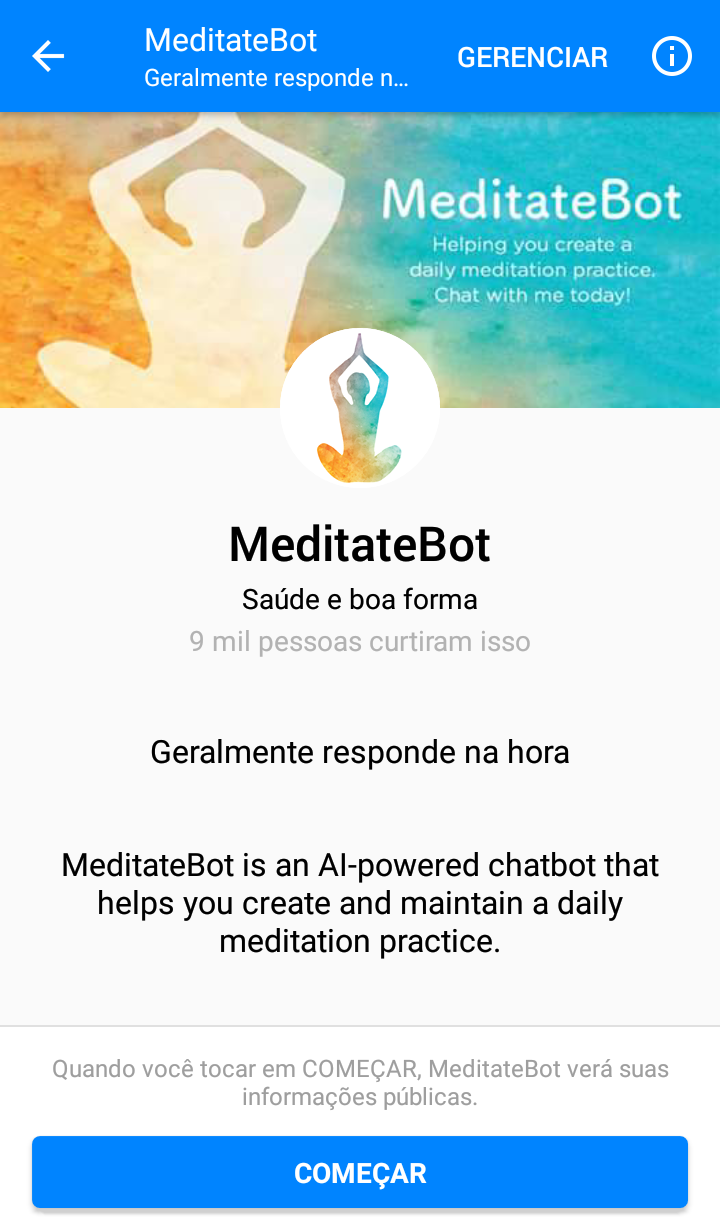 MeditateBot
Geralmente responde n...
GERENCIAR
MeditateBot
Helping you create a
daily meditation practice.
Chat with me today!
MeditateBot
Saúde e boa forma
9 mil pessoas curtiram isso
Geralmente responde na hora
MeditateBot is an AI-powered chatbot that
helps you create and maintain a daily
meditation practice.
Quando você tocar em COMEÇAR, MeditateBot verá suas
informações públicas.
COMEÇAR